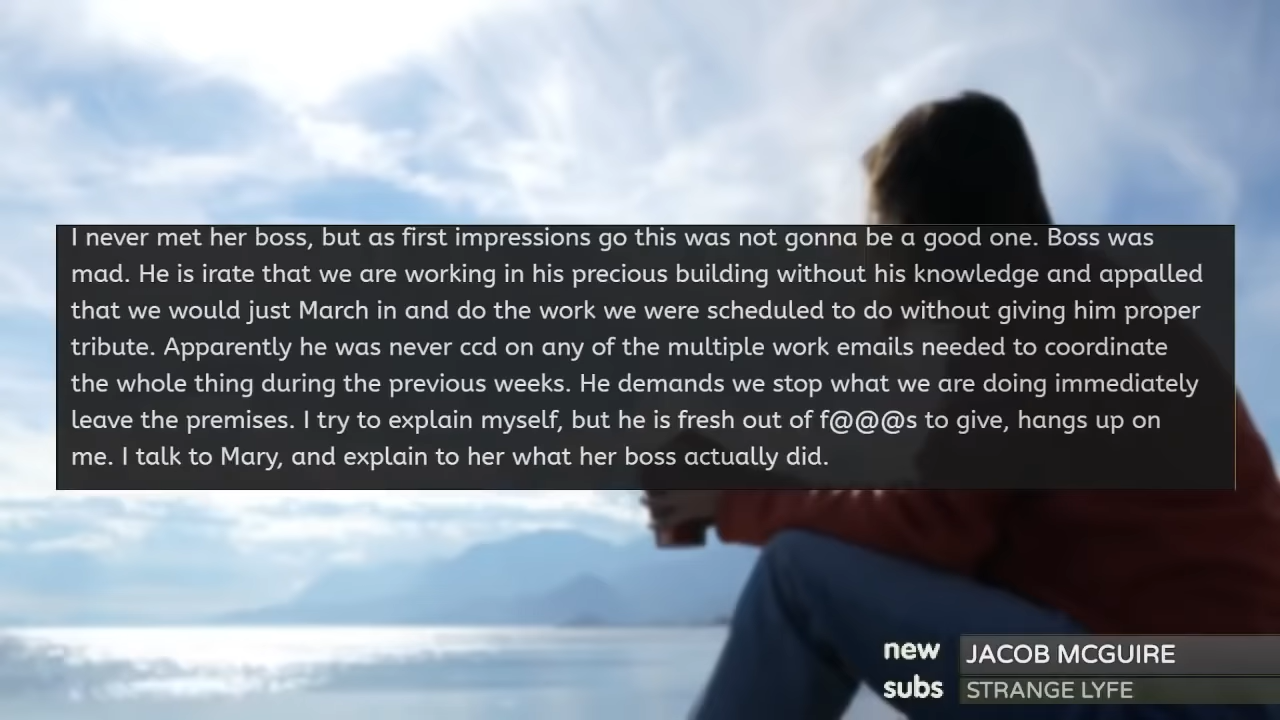 I never met her boss, but as first impressions go this was not gonna be a good one. Boss was
mad. He is irate that we are working in his precious building without his knowledge and appalled
that we would just March in and do the work we were scheduled to do without giving him proper
tribute. Apparently he was never ccd on any of the multiple work emails needed to coordinate
the whole thing during the previous weeks. He demands we stop what we are doing immediately
leave the premises. I try to explain myself, but he is fresh out of f@@@s to give, hangs up on
me. I talk to Mary, and explain to her what her boss actually did.
new JACOB MCGUIRE
subs STRANGE LYFE